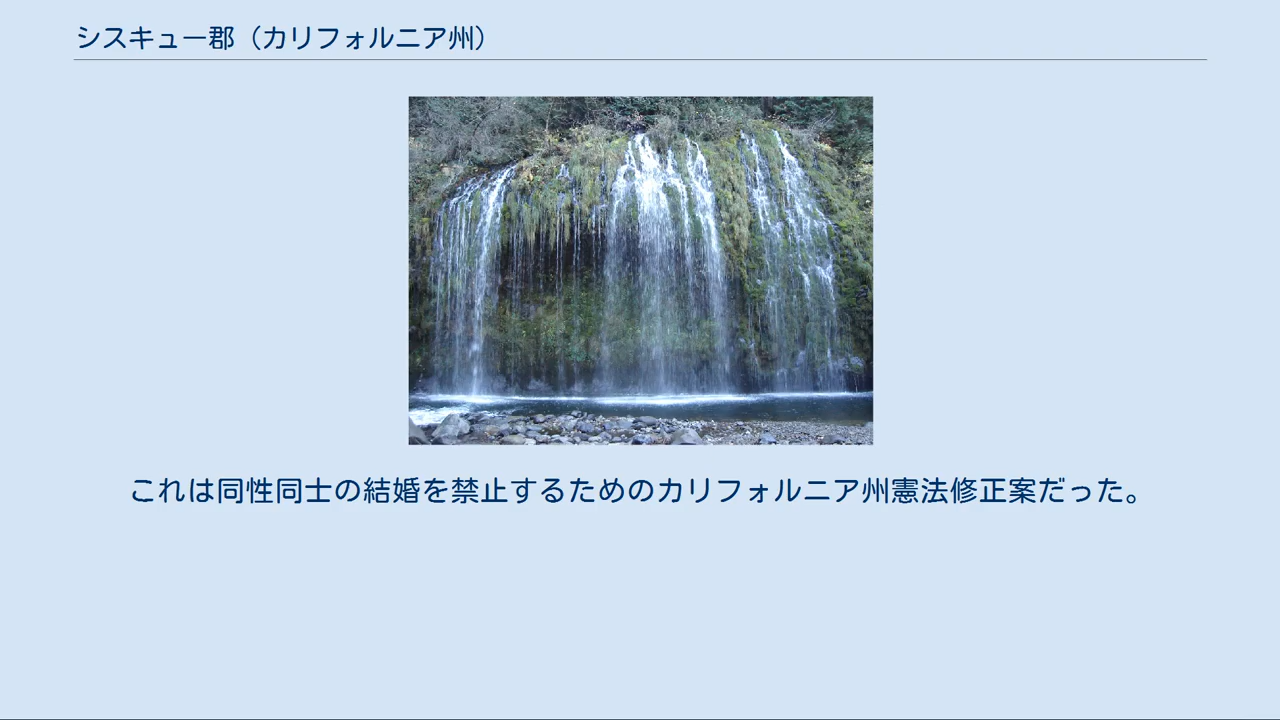 シスキュー郡（カリフォルニア州）
これは同性同士の結婚を禁止するためのカリフォルニア州憲法修正案だった。